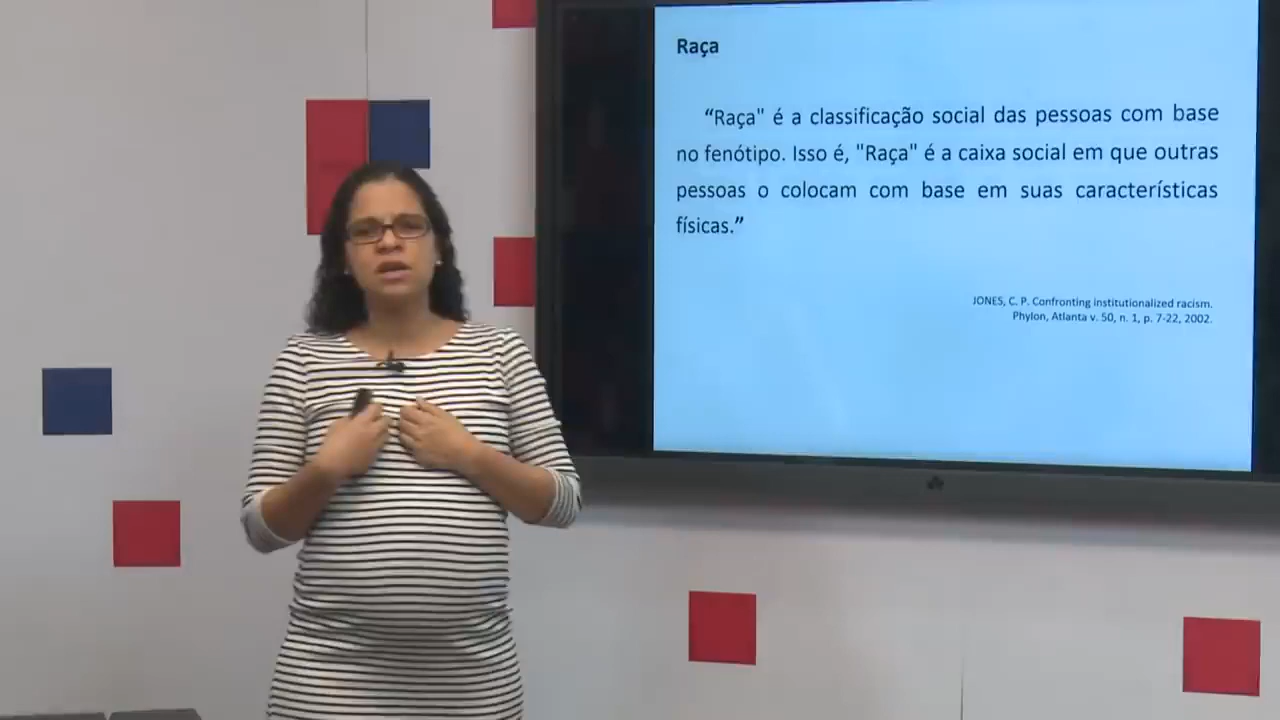 Raça
“Raça" é a classificação social das pessoas com base
no fenótipo. Isso é, "Raça" é a caixa social em que outras
pessoas o colocam com base em suas características
físicas.”
JONES, C. P. Confronting institutionalized racism.
Phylon, Atlanta v. 50, n. 1, p. 7-22, 2002.